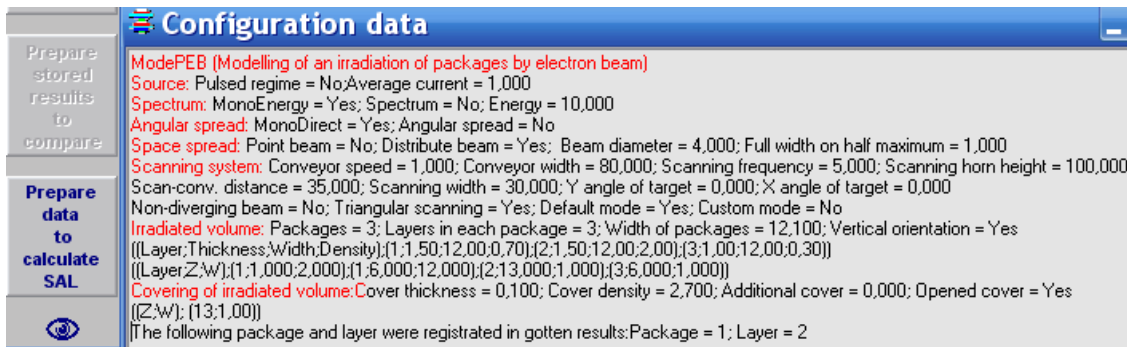 Configuration data
Prepare
stored
results
to
compare
Prepare
data
to
calculate
SAL
ModePEB (Modelling of an irradiation of packages by electron beam)
Source: Pulsed regime = No;Average current = 1,000
Spectrum: MonoEnergy = Yes; Spectrum = No; Energy = 10,000
Angular spread: MonoDirect = Yes; Angular spread = No
Space spread: Point beam = No; Distribute beam = Yes;  Beam diameter = 4,000; Full width on half maximum = 1,000
Scanning system: Conveyor speed = 1,000; Conveyor width = 80,000; Scanning frequency = 5,000; Scanning horn height = 100,000
Scan-conv. distance = 35,000; Scanning width = 30,000; Y angle of target = 0,000; X angle of target = 0,000
Non-diverging beam = No; Triangular scanning = Yes; Default mode = Yes; Custom mode = No
Irradiated volume: Packages = 3; Layers in each package = 3; Width of packages = 12,100; Vertical orientation = Yes
((Layer;Thickness;Width;Density);(1;1,50;12,00;0,70);(2;1,50;12,00;2,00);(3;1,00;12,00;0,30))
((Layer;Z;W);(1;1,000;2,000);(1;6,000;12,000);(2;13,000;1,000);(3;6,000;1,000))
Covering of irradiated volume:Cover thickness = 0,100; Cover density = 2,700; Additional cover = 0,000; Opened cover = Yes
((Z;W); (13;1,00))
The following package and layer were registrated in gotten results:Package = 1; Layer = 2